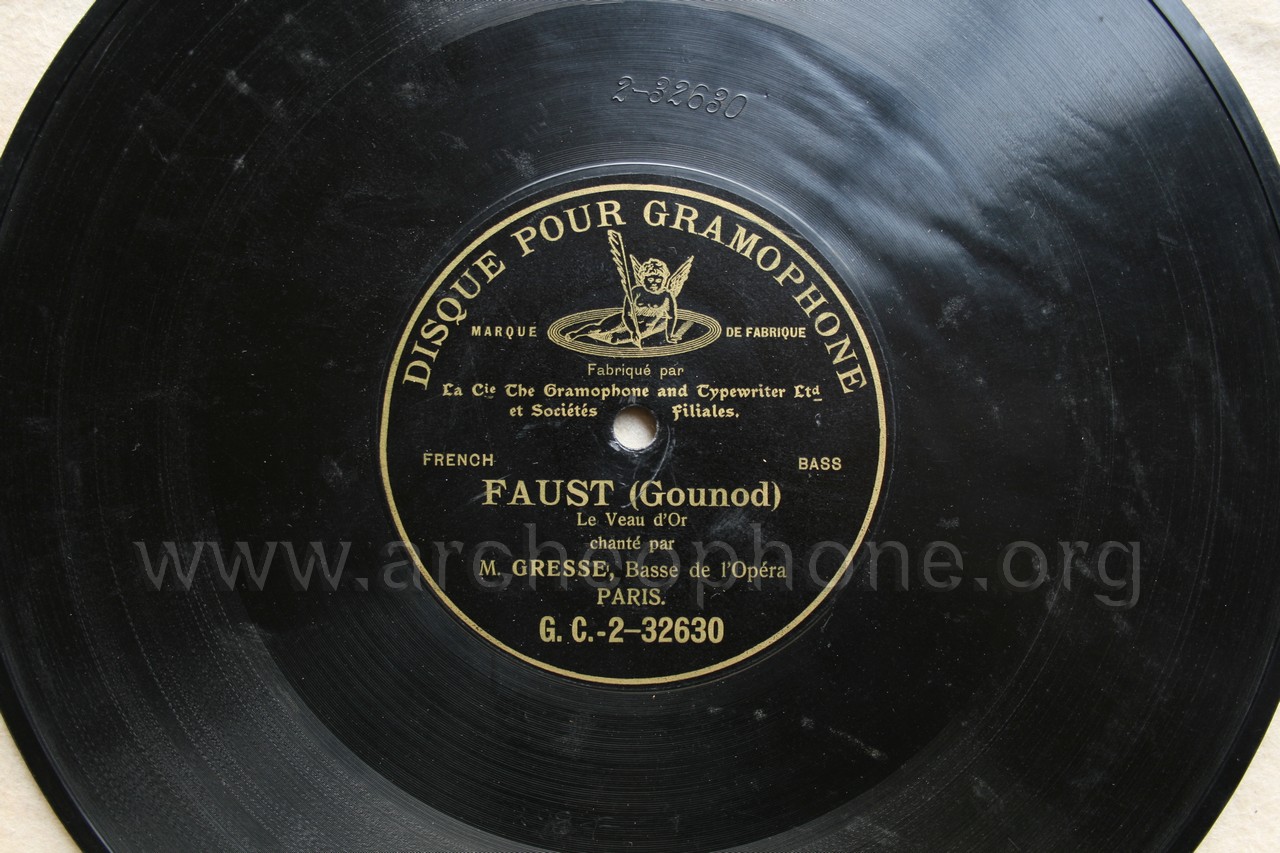 2-32630
DISQUE POUR GRAMOPHONE
MARQUE DE FABRIQUE
Fabriqué par
La Cie The Gramophone and Typewriter Ltd
et Sociétés Filiales.
FRENCH BASS
FAUST (Gounod)
Le Veau d'Or
chanté par
www.archeophone.org
M. GRESSE, Basse de l'Opéra
PARIS.
G. C.-2-32630